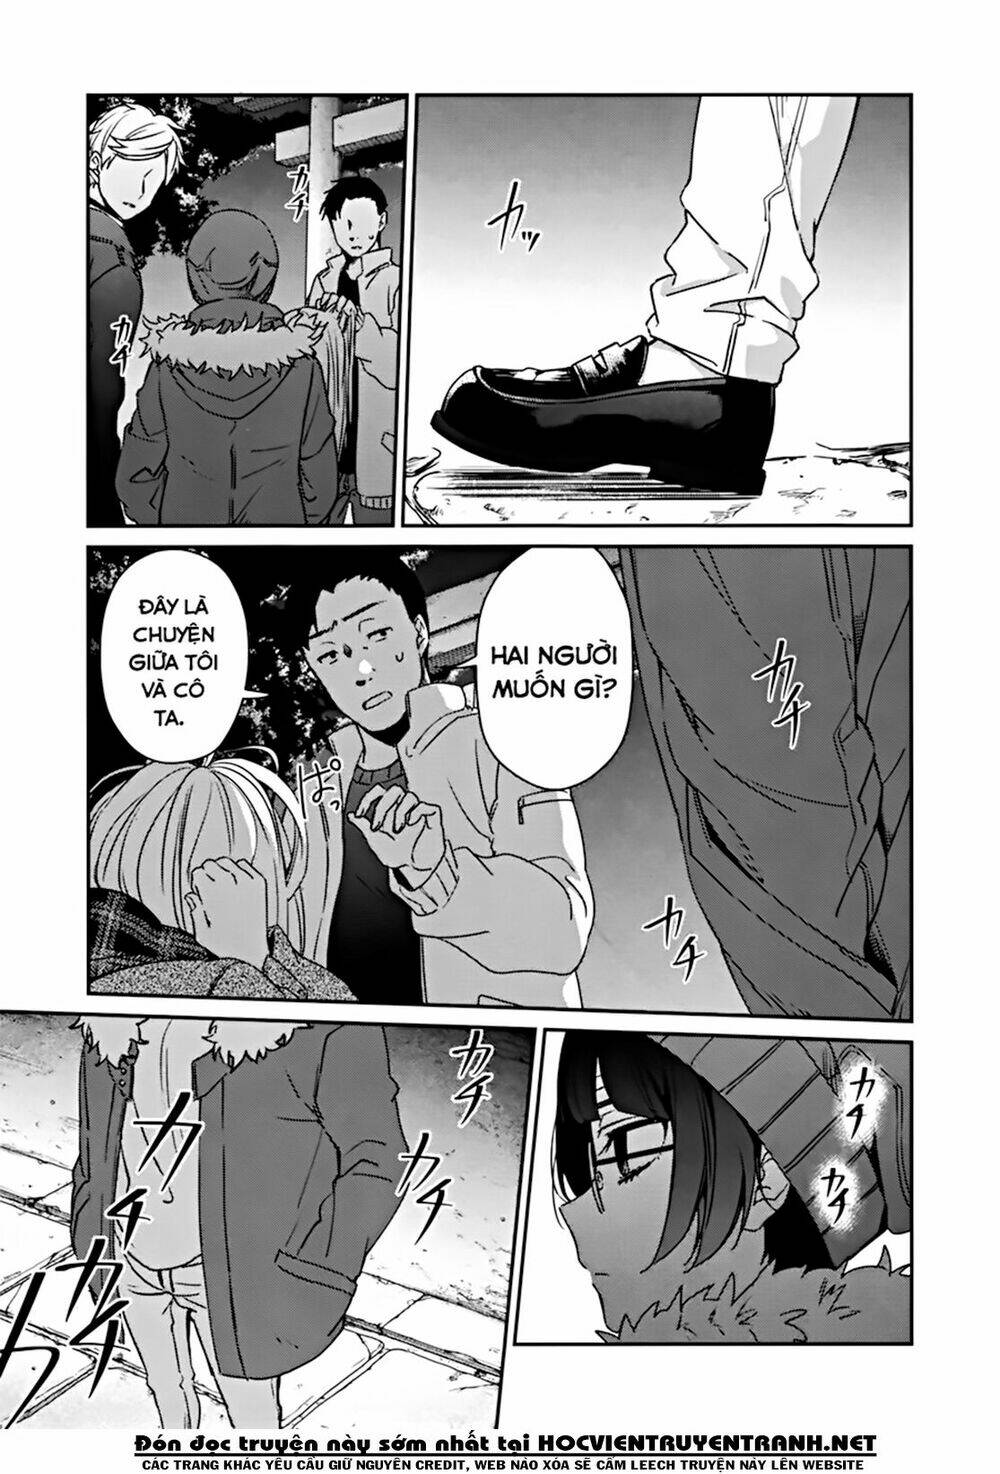 カッ
カチ
カチ
HAI NGƯỜI
MUỐN GÌ?
ĐÂY LÀ
CHUYỆN
GIỮA TÔI
VÀ CÔ
TA.
カチ
ぱっ
カチ
カチ
カチ
カチ
カチ
カチ
カチ
Đón đọc truyện này sớm nhất tại HOCVIENTRUYENTRANH.NET
CÁC TRANG KHÁC YÊU CẦU GIỮ NGUYÊN CREDIT, WEB NÀO XÓA SẼ CẤM LEECH TRUYỆN NÀY LÊN WEBSITE